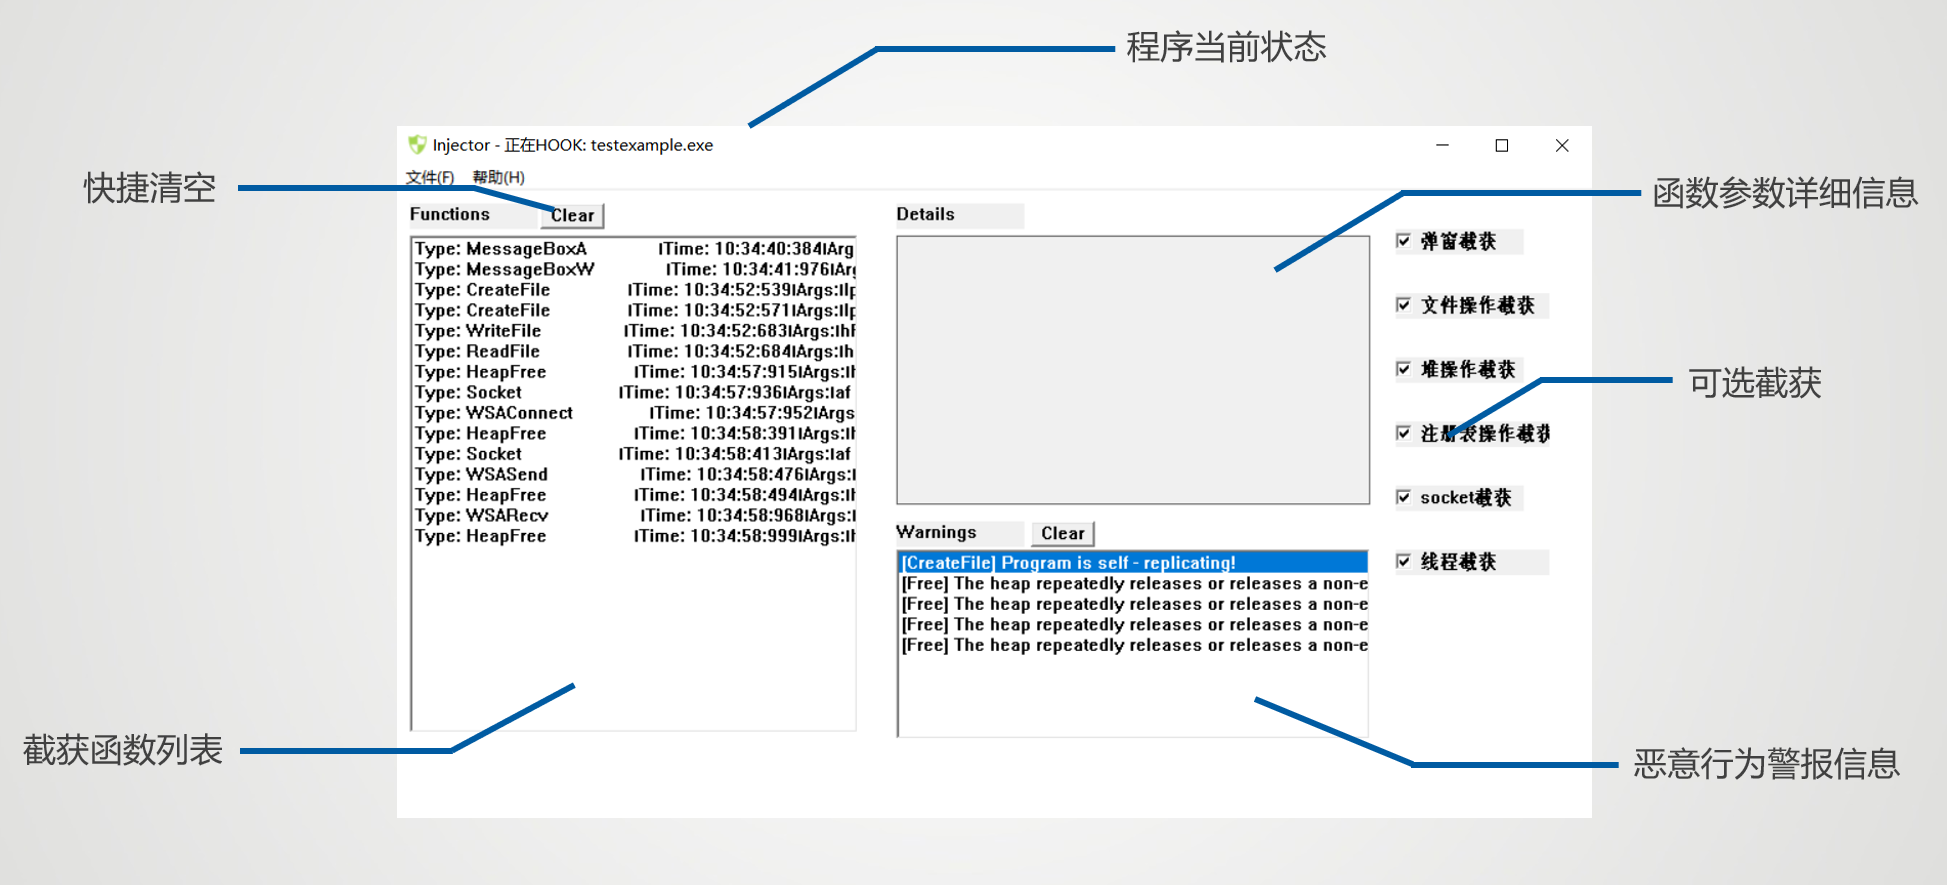 程序当前状态
Injector - 正在HOOK: testexample.exe
文件(F) 帮助(H)
快捷清空
函数参数详细信息
Functions Clear
Type: MessageBoxA |Time: 10:34:40:384|Arg
Type: MessageBoxW |Time: 10:34:41:976|Arg
Type: CreateFile |Time: 10:34:52:539|Args:|lp
Type: CreateFile |Time: 10:34:52:571|Args:|lp
Type: WriteFile |Time: 10:34:52:683|Args:|hF
Type: ReadFile |Time: 10:34:52:684|Args:|h
Type: HeapFree |Time: 10:34:57:915|Args:|h
Type: Socket |Time: 10:34:57:936|Args:|af
Type: WSAConnect |Time: 10:34:57:952|Args
Type: HeapFree |Time: 10:34:58:391|Args:|h
Type: Socket |Time: 10:34:58:413|Args:|af
Type: WSASend |Time: 10:34:58:476|Args:|
Type: HeapFree |Time: 10:34:58:494|Args:|h
Type: WSARecv |Time: 10:34:58:968|Args:|
Type: HeapFree |Time: 10:34:58:999|Args:|h
Details
弹窗截获
文件操作截获
堆操作截获
注册表操作截获
socket截获
线程截获
可选截获
Warnings Clear
[CreateFile] Program is self - replicating!
[Free] The heap repeatedly releases or releases a non-e
[Free] The heap repeatedly releases or releases a non-e
[Free] The heap repeatedly releases or releases a non-e
[Free] The heap repeatedly releases or releases a non-e
截获函数列表
恶意行为警报信息